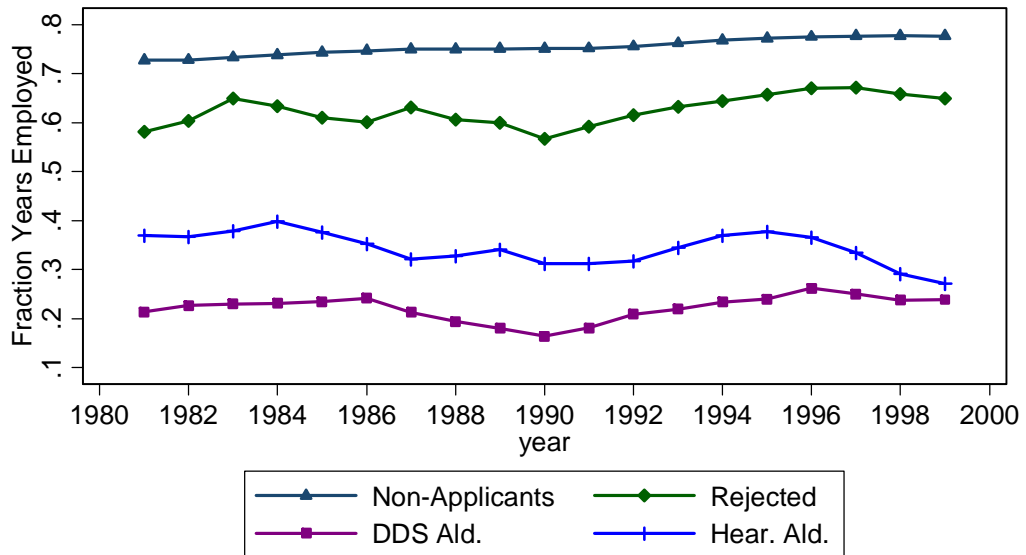 Fraction Years Employed
.8
.7
.6
.5
.4
.3
.2
.1
1980 1982 1984 1986 1988 1990 1992 1994 1996 1998 2000
year
Non-Applicants Rejected
DDS Ald. Hear. Ald.